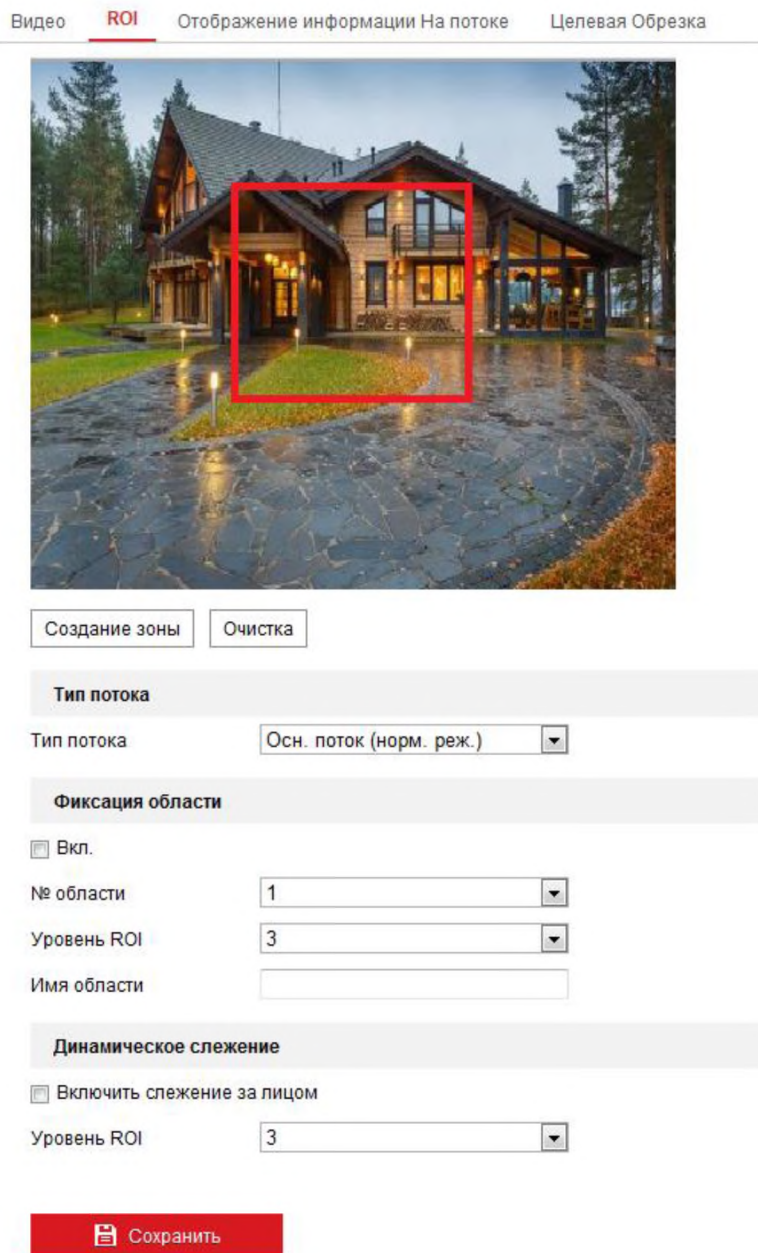 Видео ROI Отображение информации На потоке Целевая Обрезка
Создание зоны Очистка
Тип потока
Тип потока Осн. поток (норм. реж.)
Фиксация области
Вкл.
№ области 1
Уровень ROI 3
Имя области
Динамическое слежение
Включить слежение за лицом
Уровень ROI 3
Сохранить